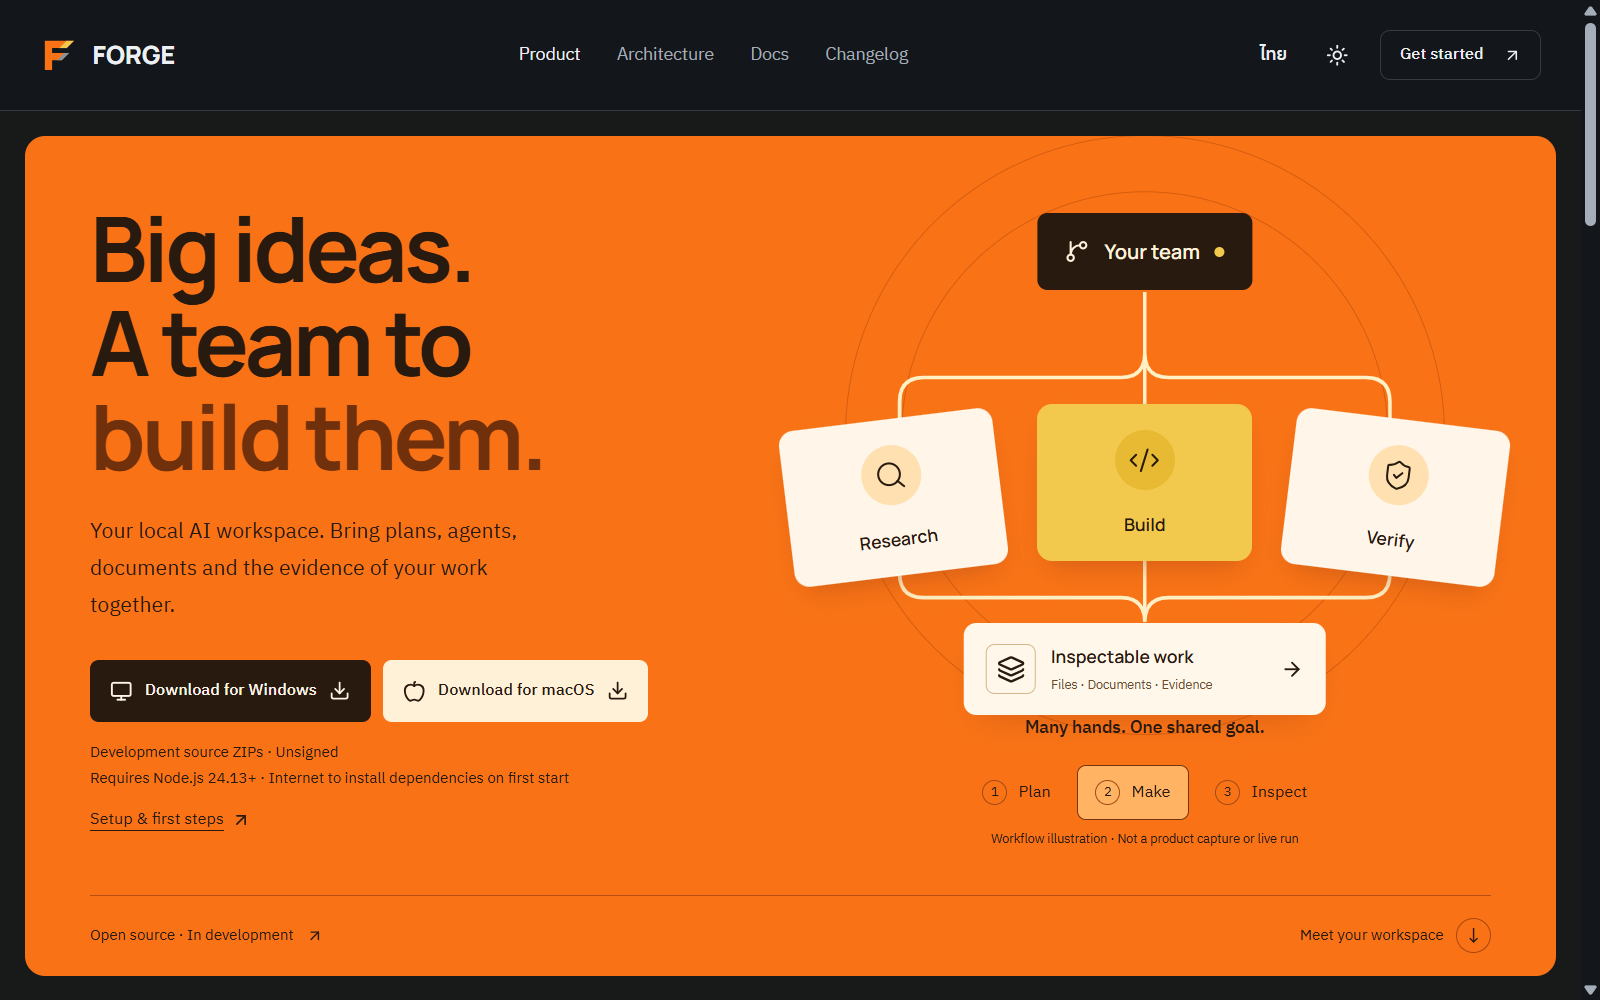 FORGE
Product
Architecture
Docs
Changelog
ไทย
Get started
Big ideas.
A team to
build them.
Your local AI workspace. Bring plans, agents,
documents and the evidence of your work
together.
Download for Windows
Download for macOS
Development source ZIPs · Unsigned
Requires Node.js 24.13+ · Internet to install dependencies on first start
Setup & first steps
Your team
Research
Build
Verify
Inspectable work
Files · Documents · Evidence
Many hands. One shared goal.
1 Plan
2 Make
3 Inspect
Workflow illustration · Not a product capture or live run
Open source · In development
Meet your workspace